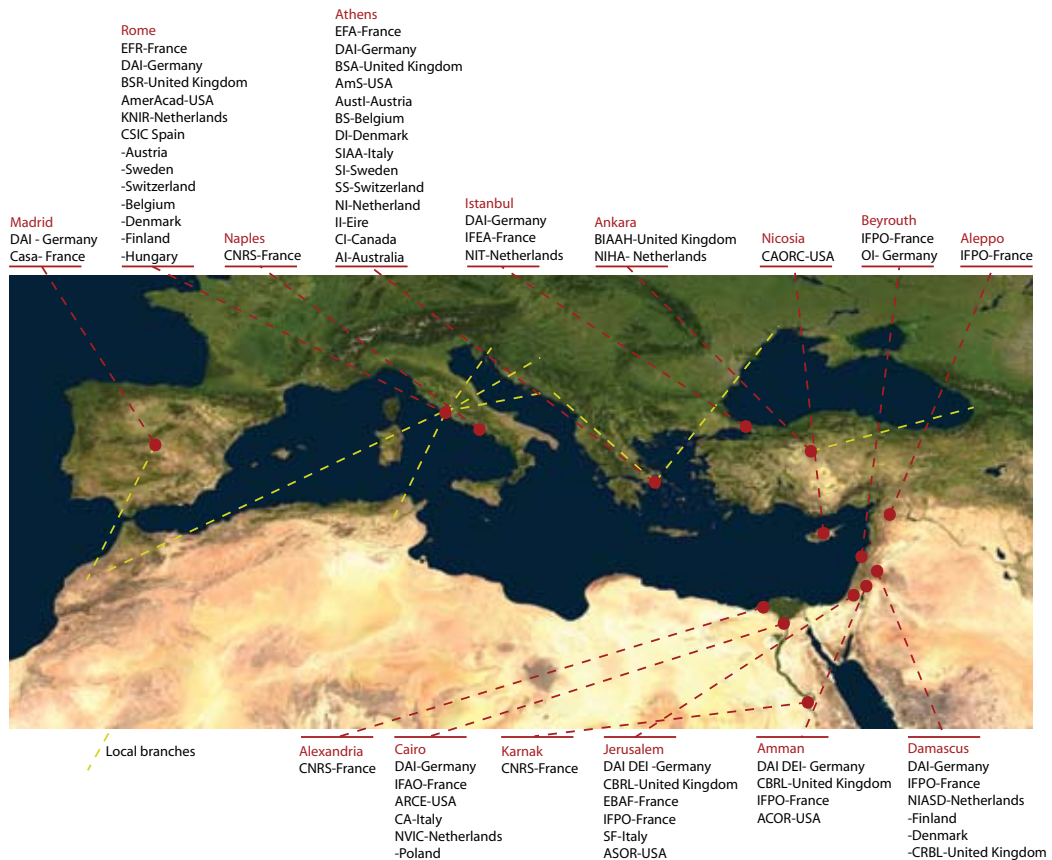 Rome
EFR-France
DAI-Germany
BSR-United Kingdom
AmerAcad-USA
KNIR-Netherlands
CSIC Spain
-Austria
-Sweden
-Switzerland
-Belgium
-Denmark
-Finland
-Hungary
Athens
EFA-France
DAI-Germany
BSA-United Kingdom
AmS-USA
AustI-Austria
BS-Belgium
DI-Denmark
SIAA-Italy
SI-Sweden
SS-Switzerland
NI-Netherland
II-Eire
CI-Canada
AI-Australia
Madrid
DAI - Germany
Casa- France
Naples
CNRS-France
Istanbul
DAI-Germany
IFEA-France
NIT-Netherlands
Ankara
BIAAH-United Kingdom
NIHA- Netherlands
Nicosia
CAORC-USA
Beyrouth
IFPO-France
OI- Germany
Aleppo
IFPO-France
Local branches
Alexandria
CNRS-France
Cairo
DAI-Germany
IFAO-France
ARCE-USA
CA-Italy
NVIC-Netherlands
-Poland
Karnak
CNRS-France
Jerusalem
DAI DEI -Germany
CBRL-United Kingdom
EBAF-France
IFPO-France
SF-Italy
ASOR-USA
Amman
DAI DEI- Germany
CBRL-United Kingdom
IFPO-France
ACOR-USA
Damascus
DAI-Germany
IFPO-France
NIASD-Netherlands
-Finland
-Denmark
-CRBL-United Kingdom